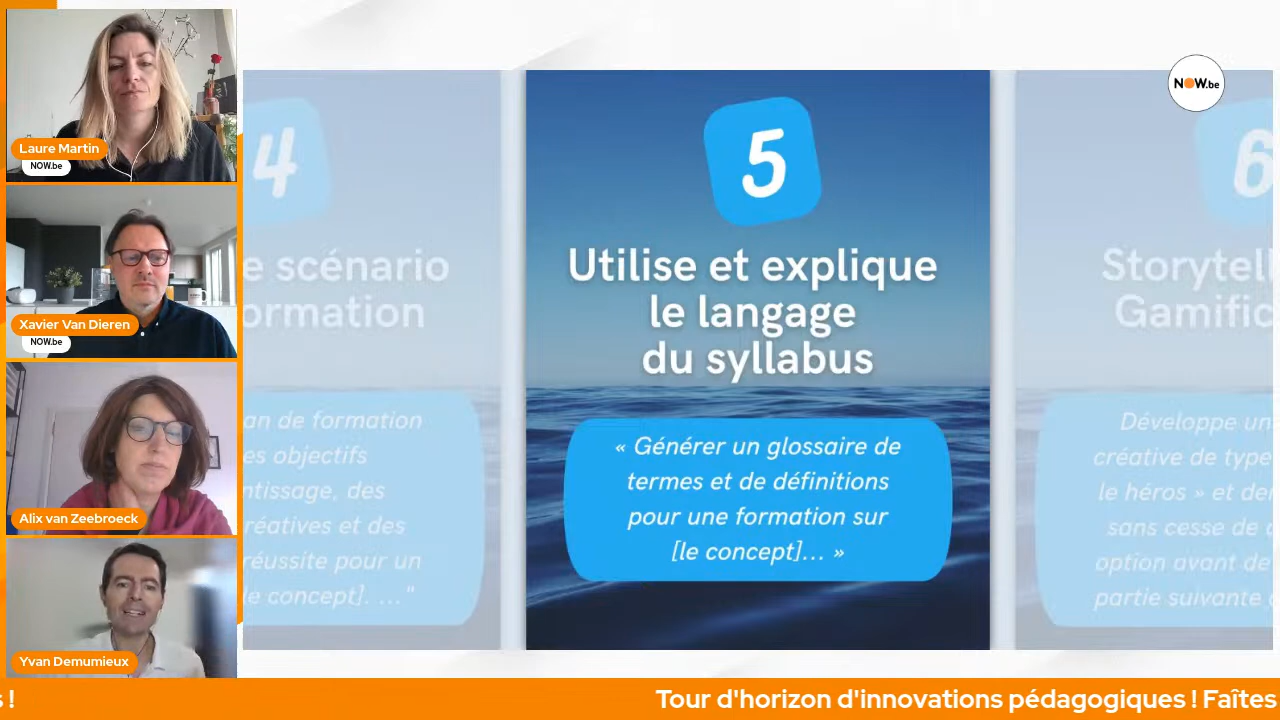 Laure Martin
NOW.be
Xavier Van Dieren
NOW.be
Alix van Zeebroeck
Yvan Demumieux
4
e scénario
ormation
an de formation
es objectifs
ntissage, des
réatives et des
réussite pour un
le concept]. ..."
5
Utilise et explique
le langage
du syllabus
« Générer un glossaire de
termes et de définitions
pour une formation sur
[le concept]... »
NOW.be
6
Storytell
Gamific
Développe un
créative de type
le héros » et de
sans cesse de
option avant de
partie suivante
s !
Tour d'horizon d'innovations pédagogiques ! Faîtes